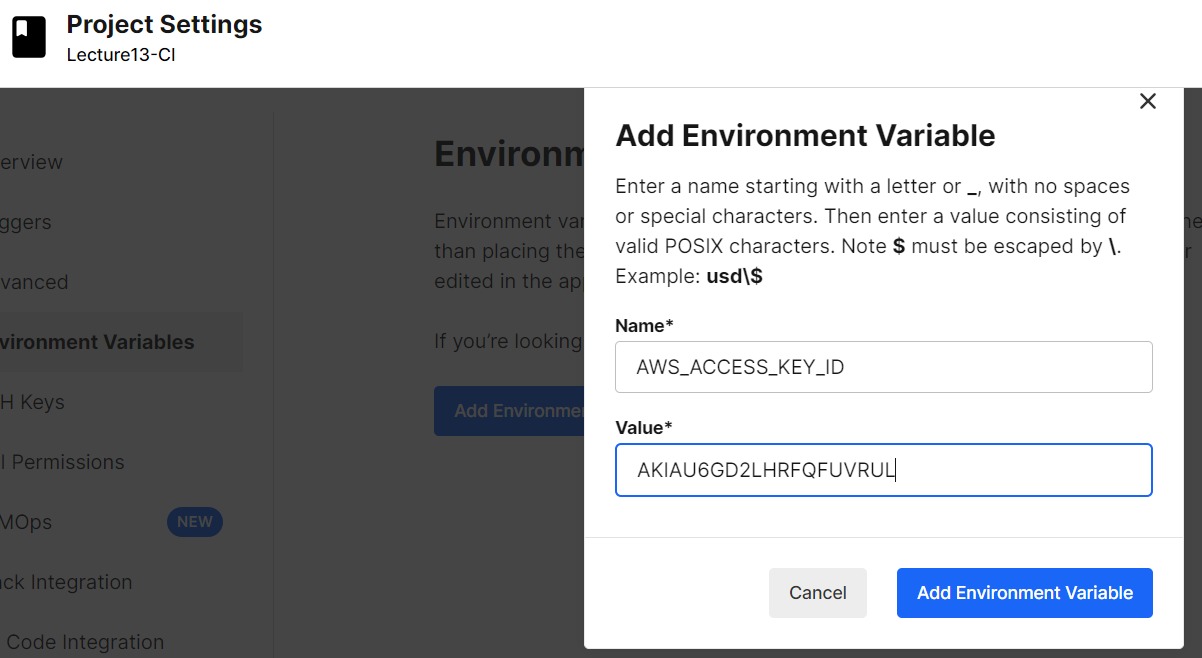 Project Settings
Lecture13-CI
Add Environment Variable
Enter a name starting with a letter or _, with no spaces
or special characters. Then enter a value consisting of
valid POSIX characters. Note $ must be escaped by \.
Example: usd\$
Name*
AWS_ACCESS_KEY_ID
Value*
AKIAU6GD2LHRFQFUVRUL
Cancel
Add Environment Variable
erview
ggers
vanced
vironment Variables
H Keys
I Permissions
MOps
NEW
ck Integration
Code Integration
Environm
Environment var
than placing the
edited in the ap
If you’re looking
Add Environmen